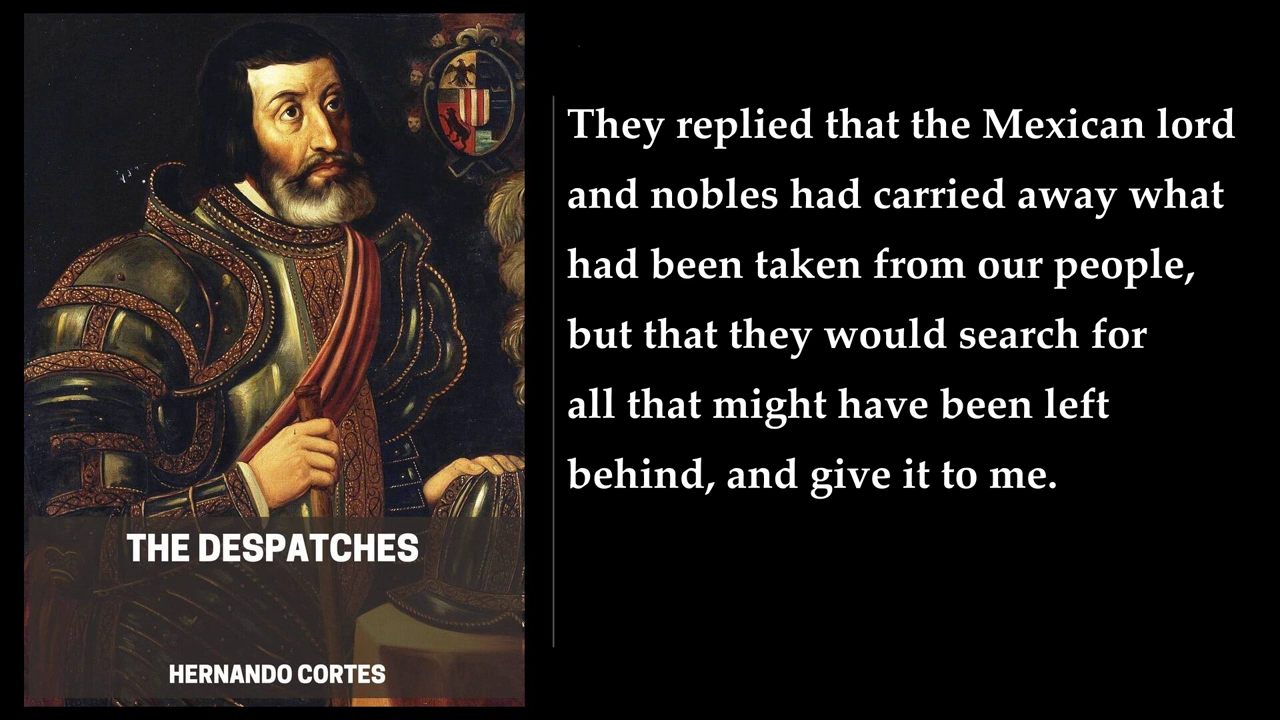 THE DESPATCHES
HERNANDO CORTES
They replied that the Mexican lord
and nobles had carried away what
had been taken from our people,
but that they would search for
all that might have been left
behind, and give it to me.